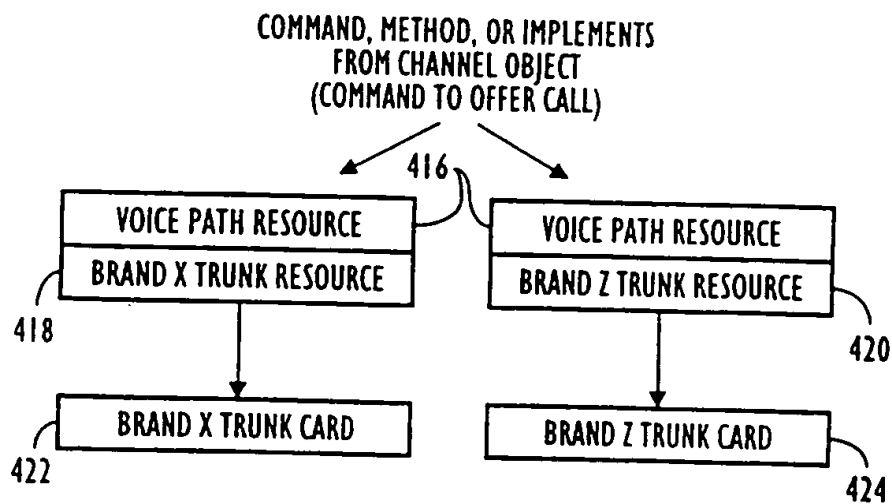 COMMAND, METHOD, OR IMPLEMENTS
FROM CHANNEL OBJECT
(COMMAND TO OFFER CALL)
416
VOICE PATH RESOURCE
BRAND X TRUNK RESOURCE
418
VOICE PATH RESOURCE
BRAND Z TRUNK RESOURCE
420
BRAND X TRUNK CARD
422
BRAND Z TRUNK CARD
424